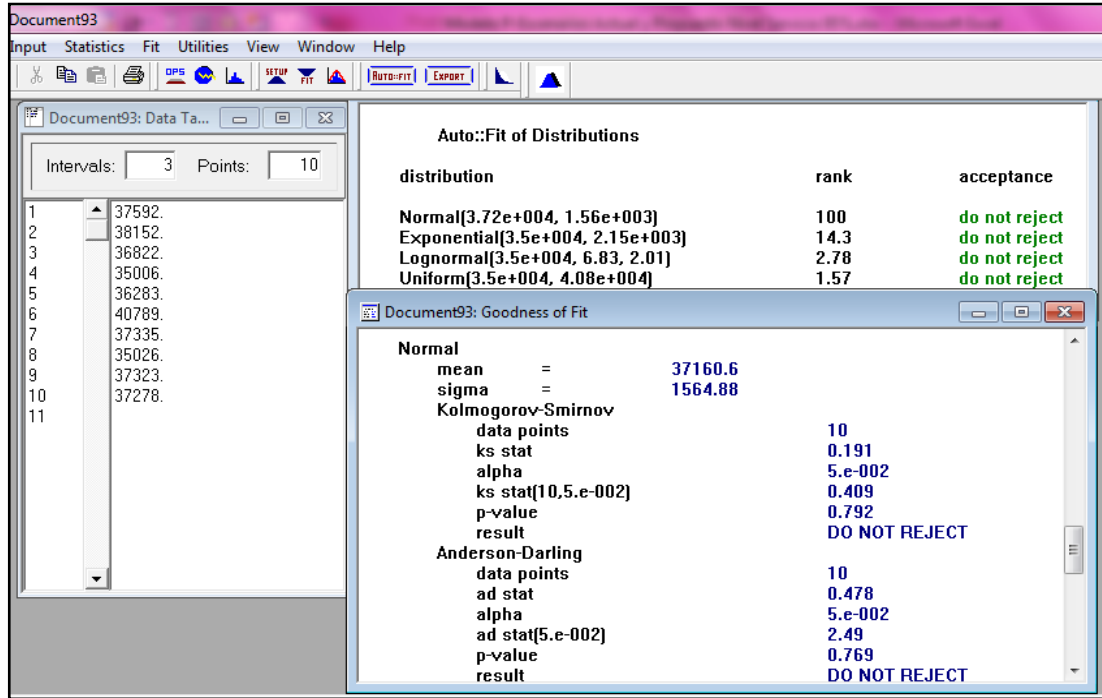 Document93
Input Statistics Fit Utilities View Window Help
OPS SETUP FIT AUTO::FIT EXPORT
Document93: Data Ta...
Intervals: 3 Points: 10
1 37592.
2 38152.
3 36822.
4 35006.
5 36283.
6 40789.
7 37335.
8 35026.
9 37323.
10 37278.
11
Auto::Fit of Distributions
distribution rank acceptance
Normal(3.72e+004, 1.56e+003) 100 do not reject
Exponential(3.5e+004, 2.15e+003) 14.3 do not reject
Lognormal(3.5e+004, 6.83, 2.01) 2.78 do not reject
Uniform(3.5e+004, 4.08e+004) 1.57 do not reject
Document93: Goodness of Fit
Normal
mean = 37160.6
sigma = 1564.88
Kolmogorov-Smirnov
data points 10
ks stat 0.191
alpha 5.e-002
ks stat(10,5.e-002) 0.409
p-value 0.792
result DO NOT REJECT
Anderson-Darling
data points 10
ad stat 0.478
alpha 5.e-002
ad stat(5.e-002) 2.49
p-value 0.769
result DO NOT REJECT